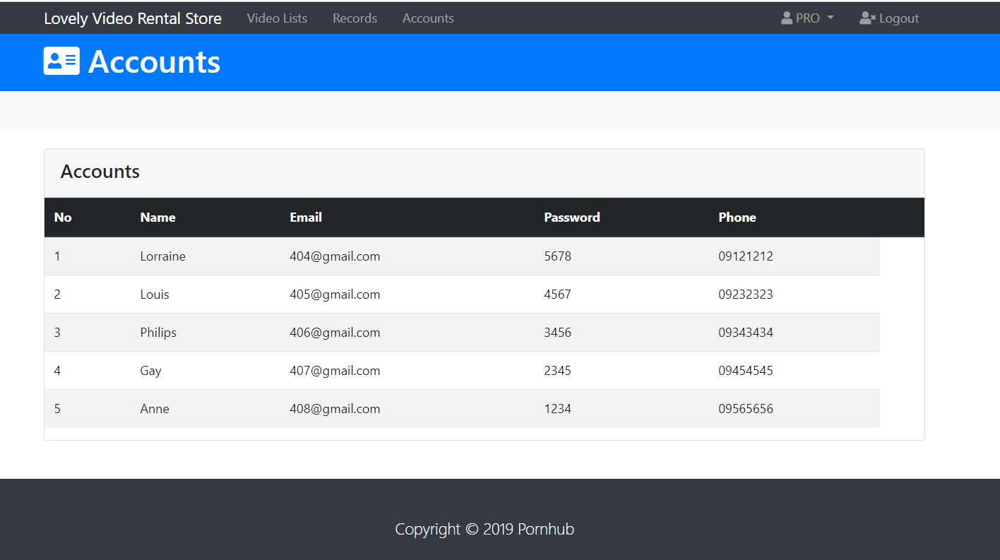 Lovely Video Rental Store Video Lists Records Accounts PRO Logout
Accounts
Accounts
No Name Email Password Phone
1 Lorraine 404@gmail.com 5678 09121212
2 Louis 405@gmail.com 4567 09232323
3 Philips 406@gmail.com 3456 09343434
4 Gay 407@gmail.com 2345 09454545
5 Anne 408@gmail.com 1234 09565656
Copyright © 2019 Pornhub